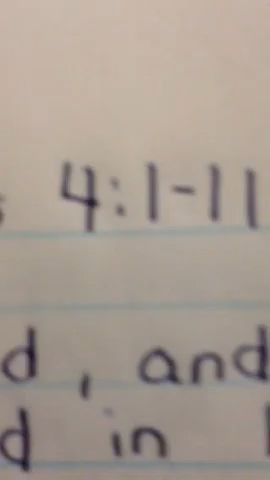 4:1-11
d, and
d in